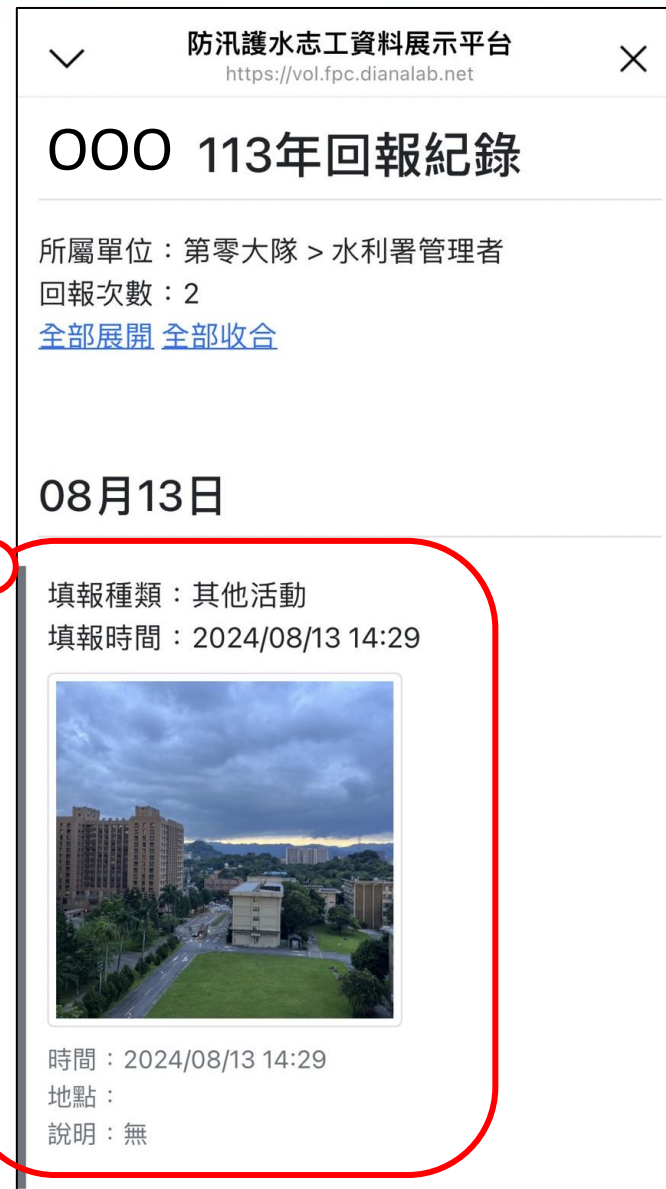 防汛護水志工資料展示平台
https://vol.fpc.dianalab.net
OOO 113年回報紀錄
所屬單位：第零大隊 > 水利署管理者
回報次數：2
全部展開 全部收合
08月13日
填報種類：其他活動
填報時間：2024/08/13 14:29
時間：2024/08/13 14:29
地點：
說明：無